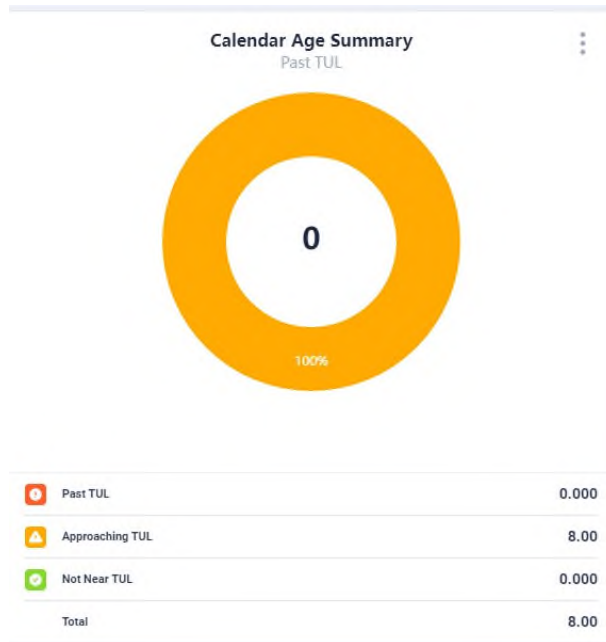 Calendar Age Summary
Past TUL
0
100%
Past TUL 0.000
Approaching TUL 8.00
Not Near TUL 0.000
Total 8.00